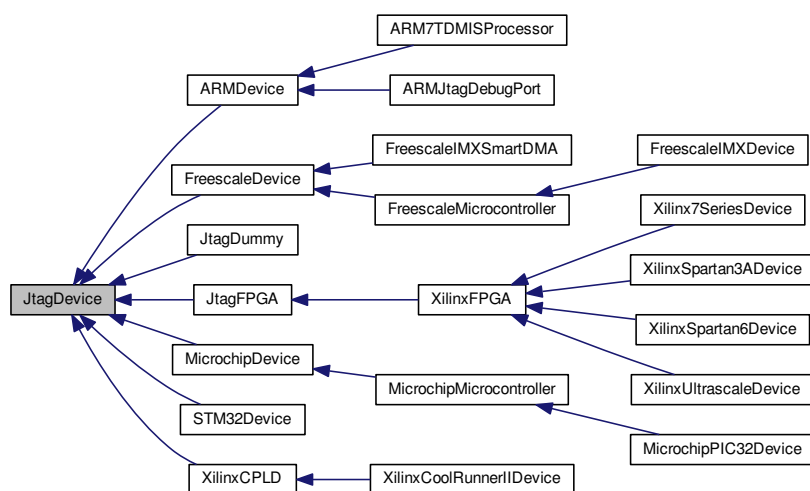 ARM7TDMISProcessor
ARMDevice
ARMJtagDebugPort
FreescaleIMXSmartDMA
FreescaleIMXDevice
FreescaleDevice
FreescaleMicrocontroller
Xilinx7SeriesDevice
JtagDummy
XilinxSpartan3ADevice
JtagDevice
JtagFPGA
XilinxFPGA
XilinxSpartan6Device
MicrochipDevice
MicrochipMicrocontroller
XilinxUltrascaleDevice
STM32Device
MicrochipPIC32Device
XilinxCPLD
XilinxCoolRunnerIIDevice